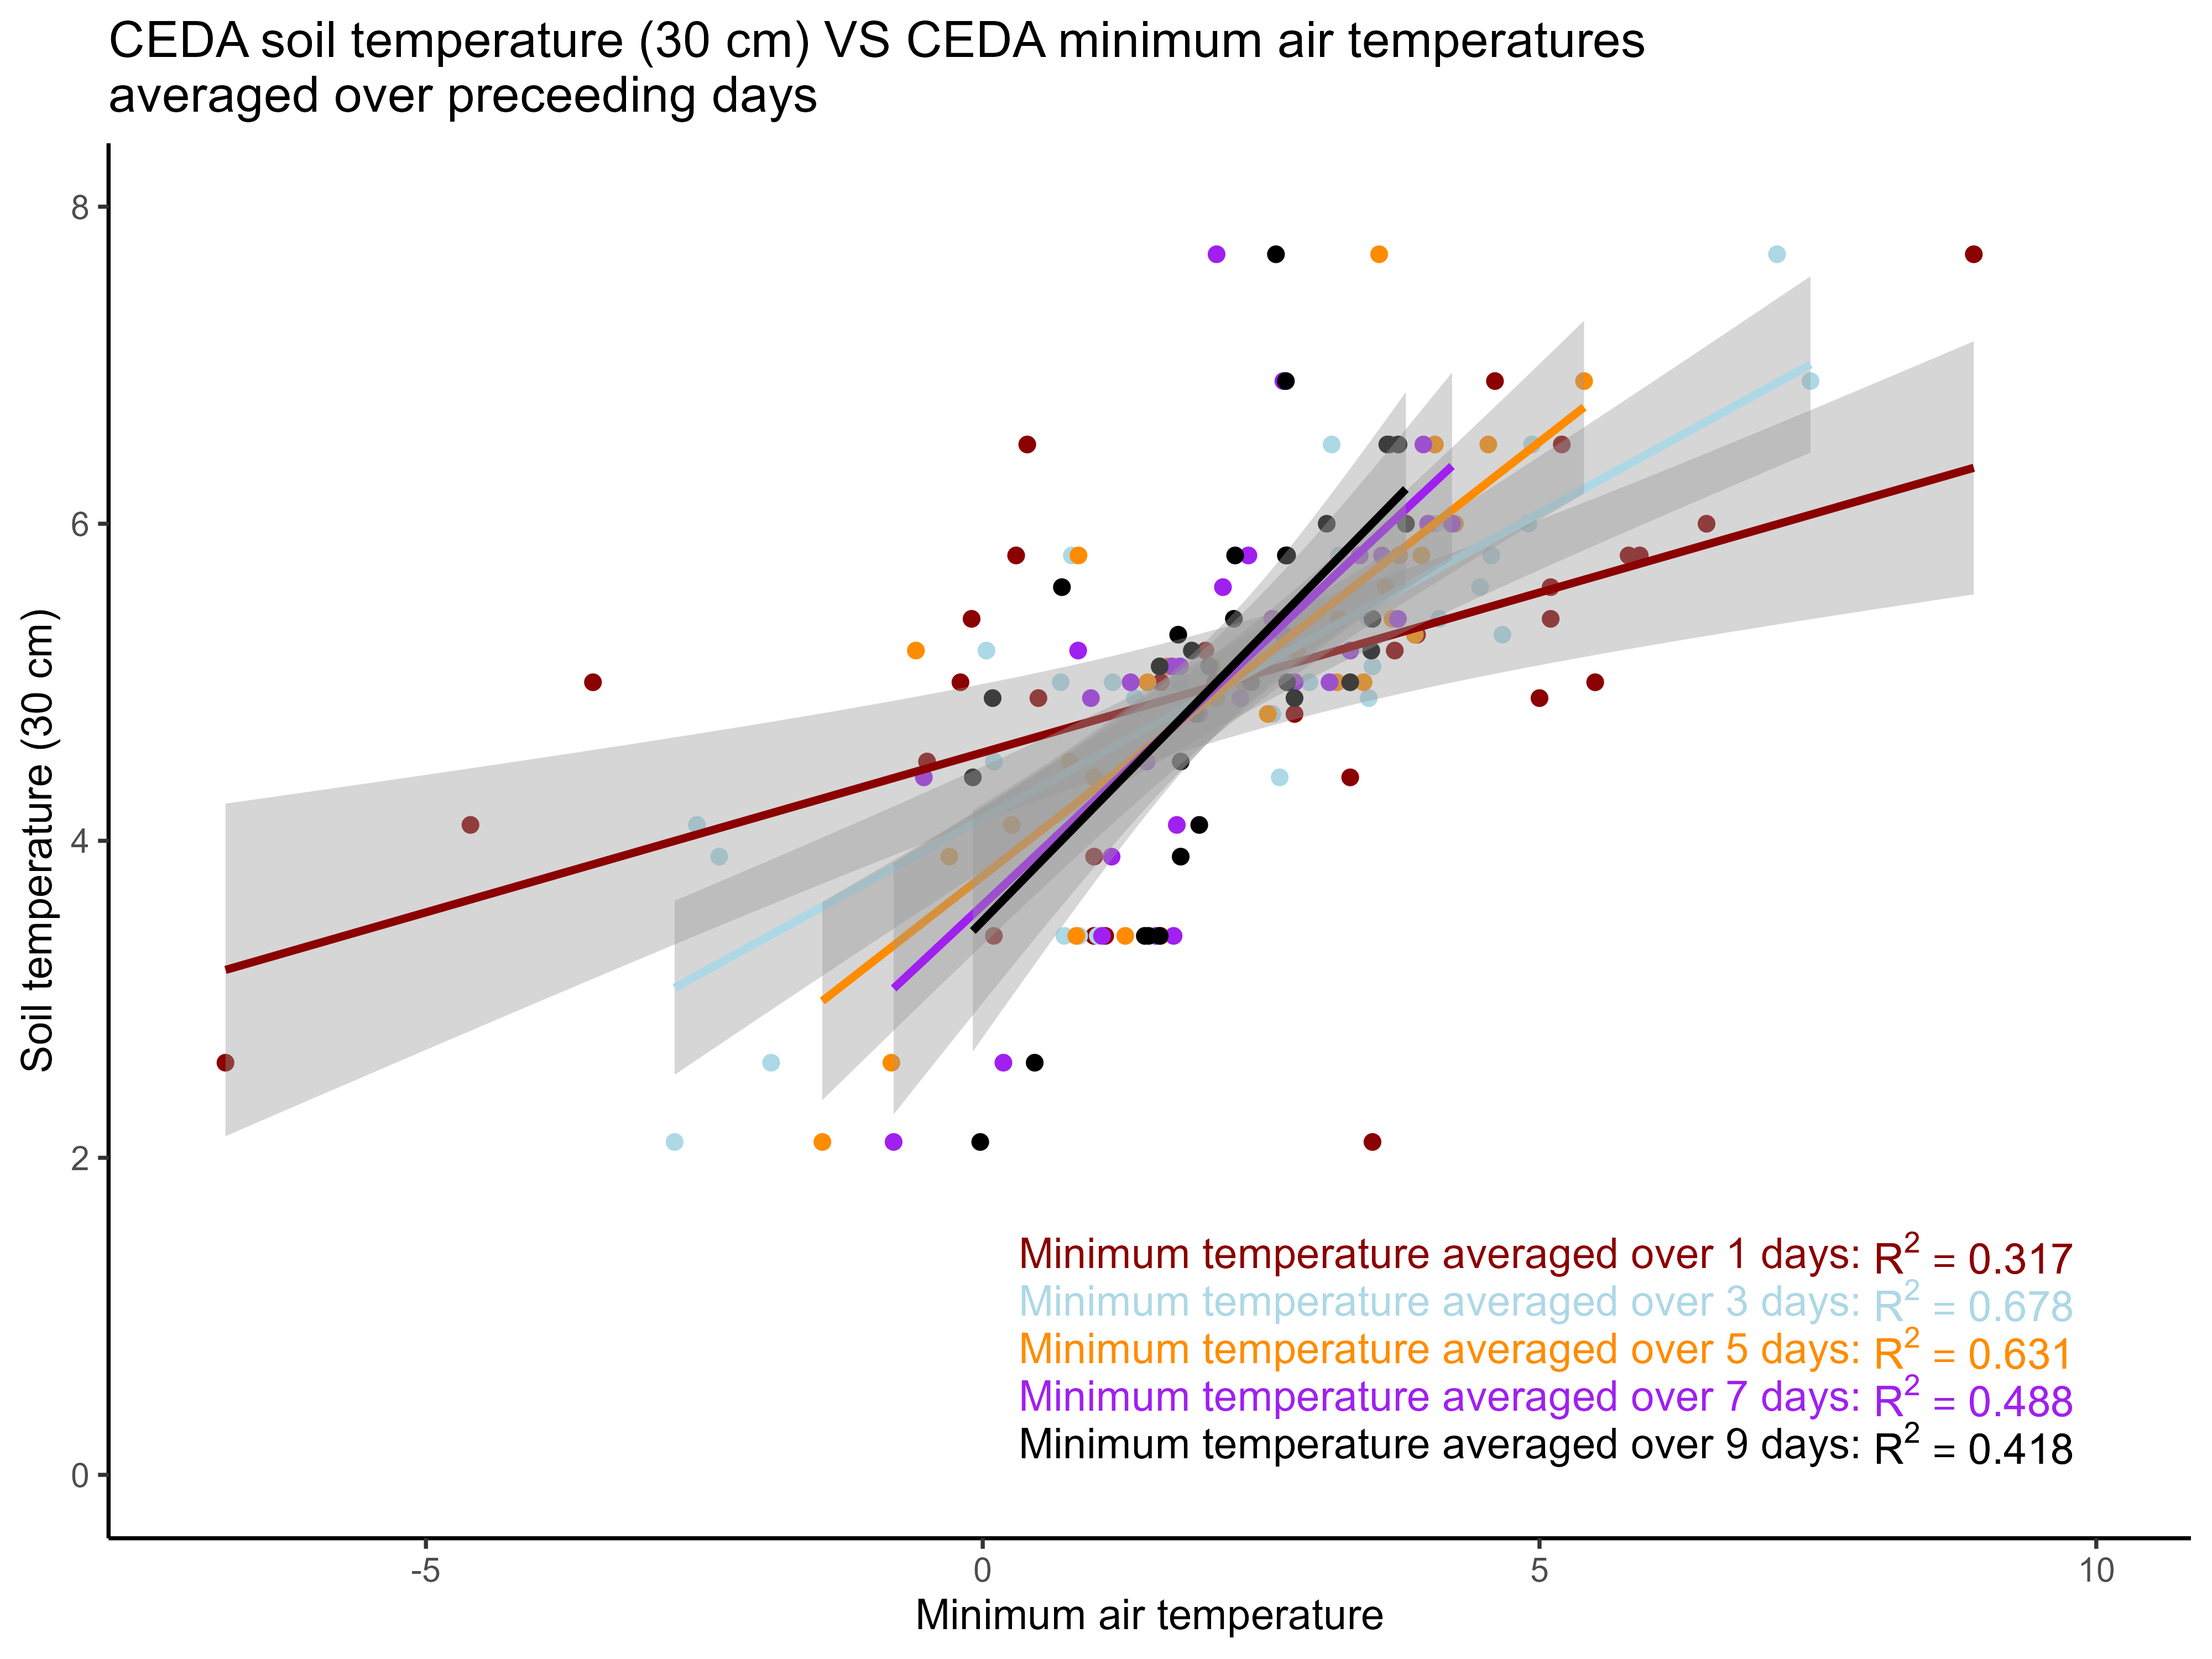 CEDA soil temperature (30 cm) VS CEDA minimum air temperatures
averaged over preceeding days
8
6
4
2
0
Soil temperature (30 cm)
Minimum temperature averaged over 1 days: R² = 0.317
Minimum temperature averaged over 3 days: R² = 0.678
Minimum temperature averaged over 5 days: R² = 0.631
Minimum temperature averaged over 7 days: R² = 0.488
Minimum temperature averaged over 9 days: R² = 0.418
-5 0 5 10
Minimum air temperature